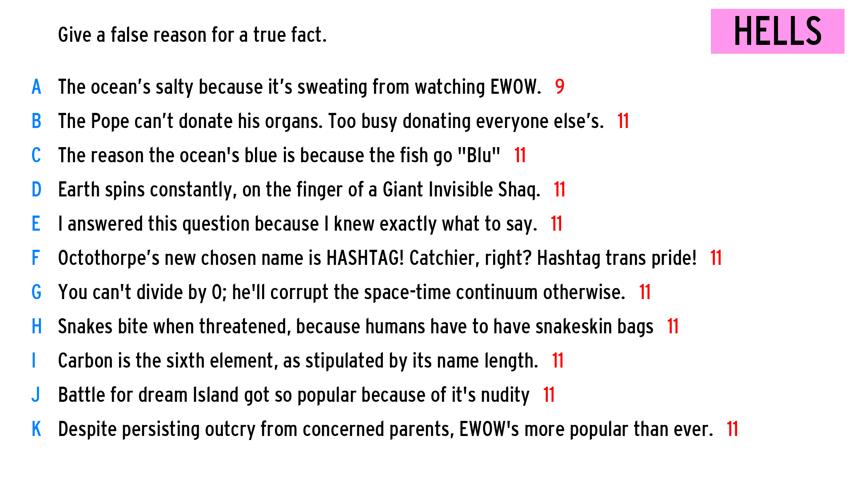 Give a false reason for a true fact.
HELLS
A The ocean's salty because it's sweating from watching EWOW. 9
B The Pope can't donate his organs. Too busy donating everyone else's. 11
C The reason the ocean's blue is because the fish go "Blu" 11
D Earth spins constantly, on the finger of a Giant Invisible Shaq. 11
E I answered this question because I knew exactly what to say. 11
F Octothorpe's new chosen name is HASHTAG! Catchier, right? Hashtag trans pride! 11
G You can't divide by 0; he'll corrupt the space-time continuum otherwise. 11
H Snakes bite when threatened, because humans have to have snakeskin bags 11
I Carbon is the sixth element, as stipulated by its name length. 11
J Battle for dream Island got so popular because of it's nudity 11
K Despite persisting outcry from concerned parents, EWOW's more popular than ever. 11